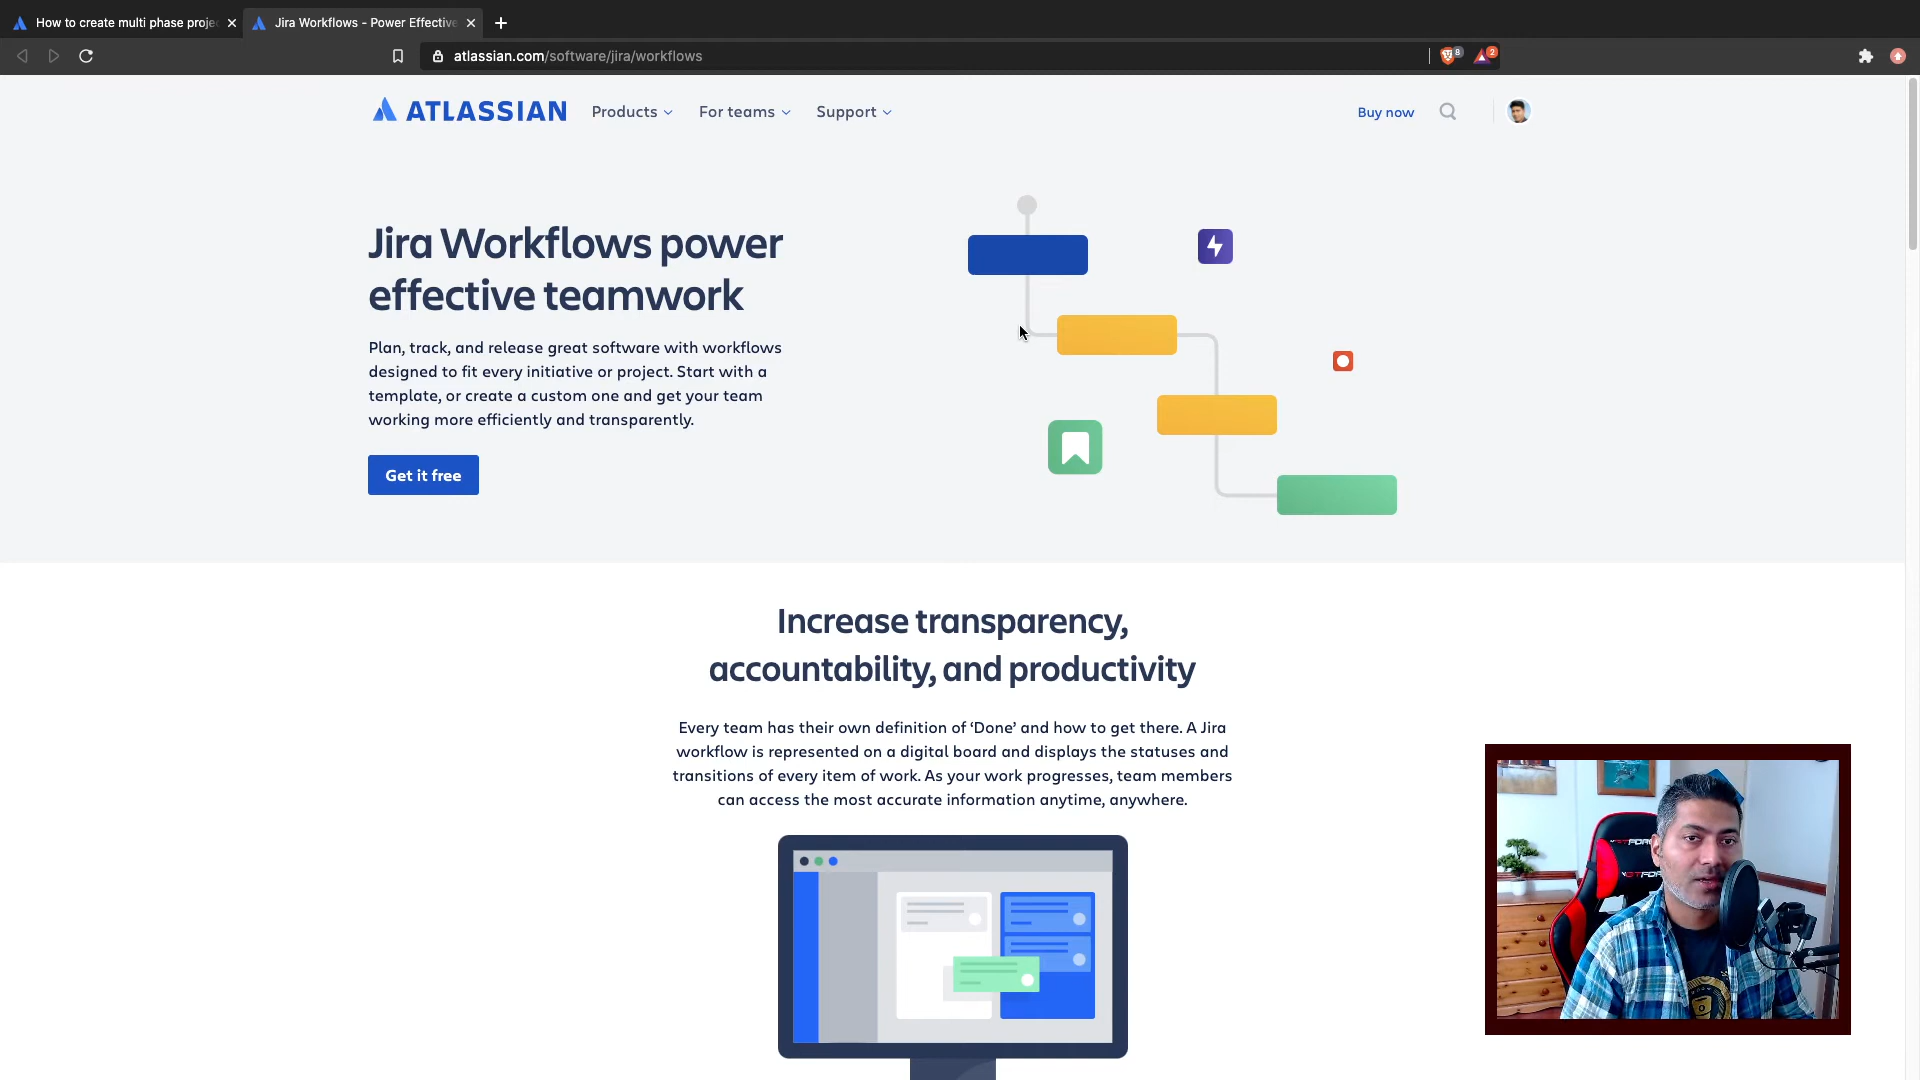 How to create multi phase proje
Jira Workflows - Power Effective
atlassian.com/software/jira/workflows
8
2
ATLASSIAN
Products
For teams
Support
Buy now
Jira Workflows power
effective teamwork
Plan, track, and release great software with workflows
designed to fit every initiative or project. Start with a
template, or create a custom one and get your team
working more efficiently and transparently.
Get it free
Increase transparency,
accountability, and productivity
Every team has their own definition of ‘Done’ and how to get there. A Jira
workflow is represented on a digital board and displays the statuses and
transitions of every item of work. As your work progresses, team members
can access the most accurate information anytime, anywhere.